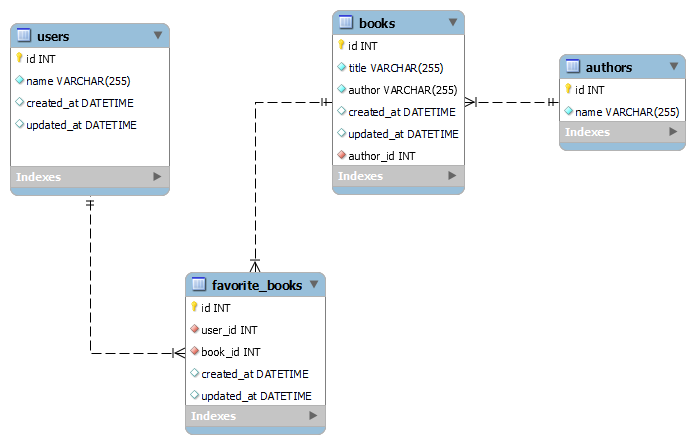 users
id INT
name VARCHAR(255)
created_at DATETIME
updated_at DATETIME
Indexes
books
id INT
title VARCHAR(255)
author VARCHAR(255)
created_at DATETIME
updated_at DATETIME
author_id INT
Indexes
authors
id INT
name VARCHAR(255)
Indexes
favorite_books
id INT
user_id INT
book_id INT
created_at DATETIME
updated_at DATETIME
Indexes